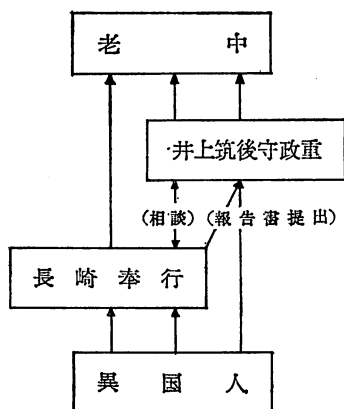 老中
井上筑後守政重
(相談)(報告書提出)
長崎奉行
異国人